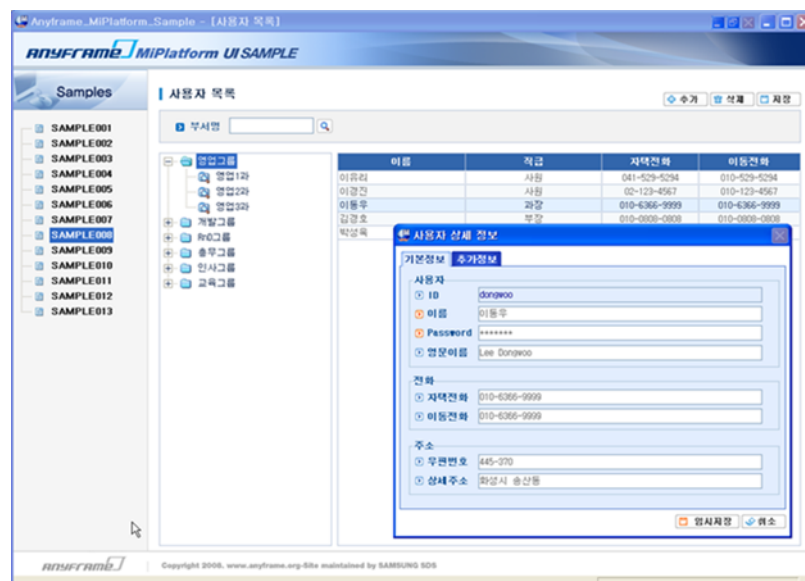 Anyframe_MiPlatform_Sample - [사용자 목록]
ANYFRAME MiPlatform UI SAMPLE
Samples
사용자 목록
추가 삭제 저장
부서명
SAMPLE001
SAMPLE002
SAMPLE003
SAMPLE004
SAMPLE005
SAMPLE006
SAMPLE007
SAMPLE008
SAMPLE009
SAMPLE010
SAMPLE011
SAMPLE012
SAMPLE013
영업그룹
영업1과
영업2과
영업3과
개발그룹
RnD그룹
총무그룹
인사그룹
교육그룹
이름 직급 자택전화 이동전화
이유리 사원 041-529-5294 010-529-5294
이경진 사원 02-123-4567 010-123-4567
이동우 과장 010-6366-9999 010-6366-9999
김경호 부장 010-0808-0808 010-0808-0808
박성욱
사용자 상세 정보
기본정보 추가정보
사용자
ID dongwoo
이름 이동우
Password *******
영문이름 Lee Dongwoo
전화
자택전화 010-6366-9999
이동전화 010-6366-9999
주소
우편번호 445-370
상세주소 화성시 송산동
임시저장 취소
ANYFRAME
Copyright 2008. www.anyframe.org-Site maintained by SAMSUNG SDS